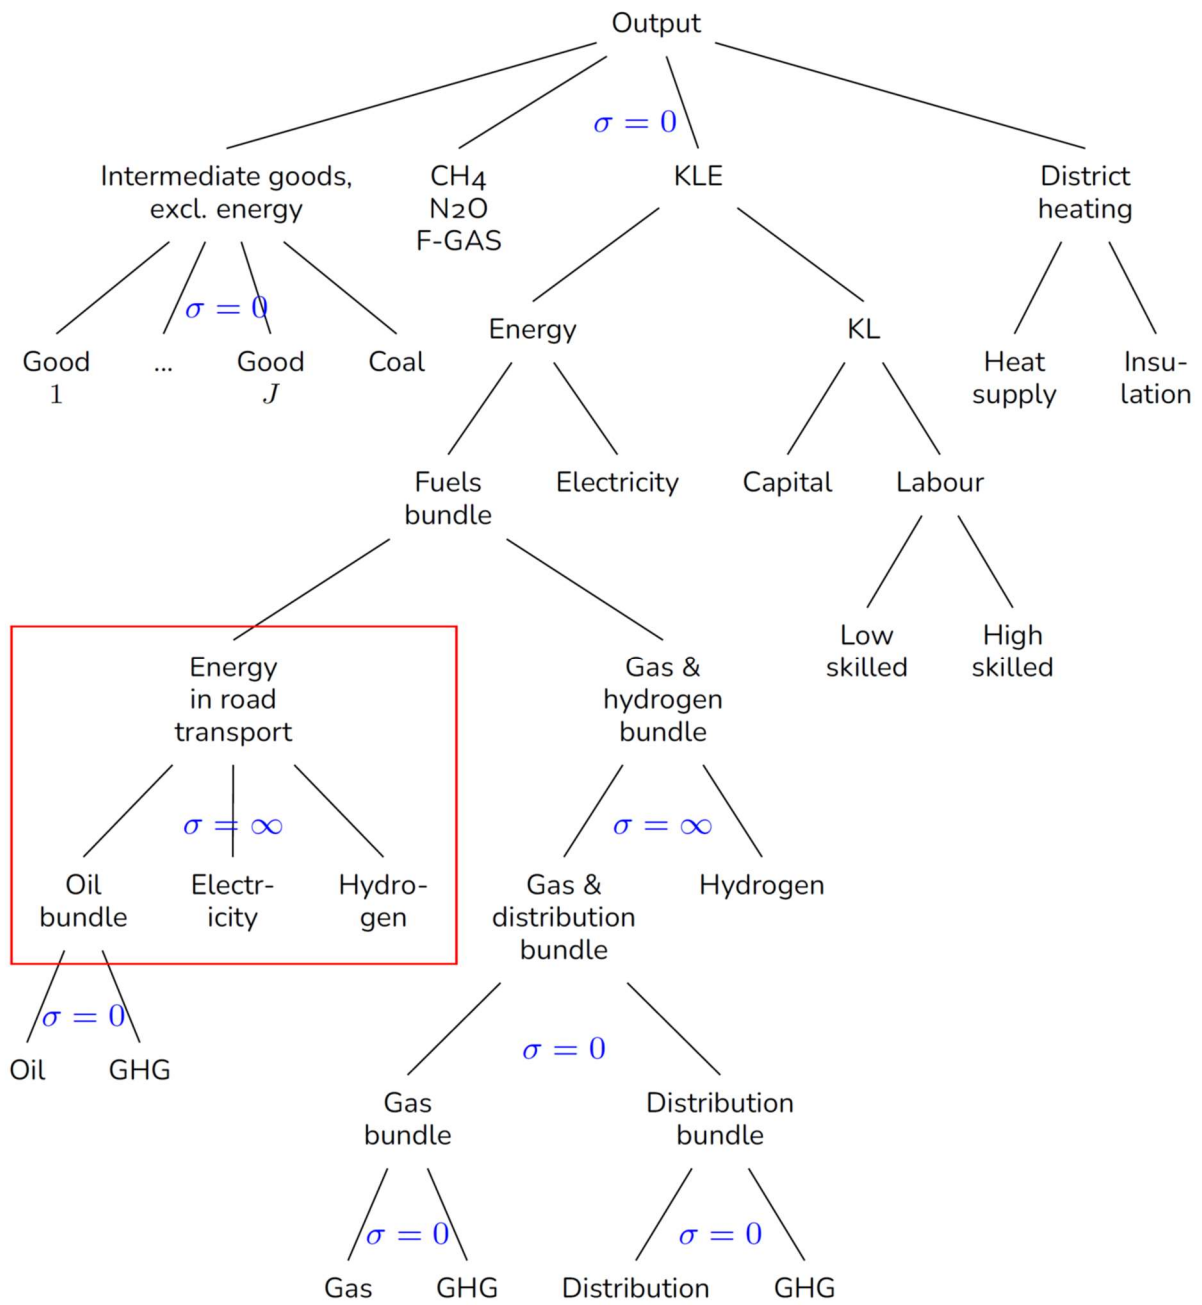 Output
σ = 0
Intermediate goods,
excl. energy
CH4
N2O
F-GAS
KLE
District
heating
σ = 0
Good
1
...
Good
J
Coal
Energy
KL
Heat
supply
Insu-
lation
Fuels
bundle
Electricity
Capital
Labour
Low
skilled
High
skilled
Energy
in road
transport
Gas &
hydrogen
bundle
σ = ∞
σ = ∞
Oil
bundle
Electr-
icity
Hydro-
gen
Gas &
distribution
bundle
Hydrogen
σ = 0
Oil
GHG
σ = 0
Gas
bundle
Distribution
bundle
σ = 0
σ = 0
Gas
GHG
Distribution
GHG